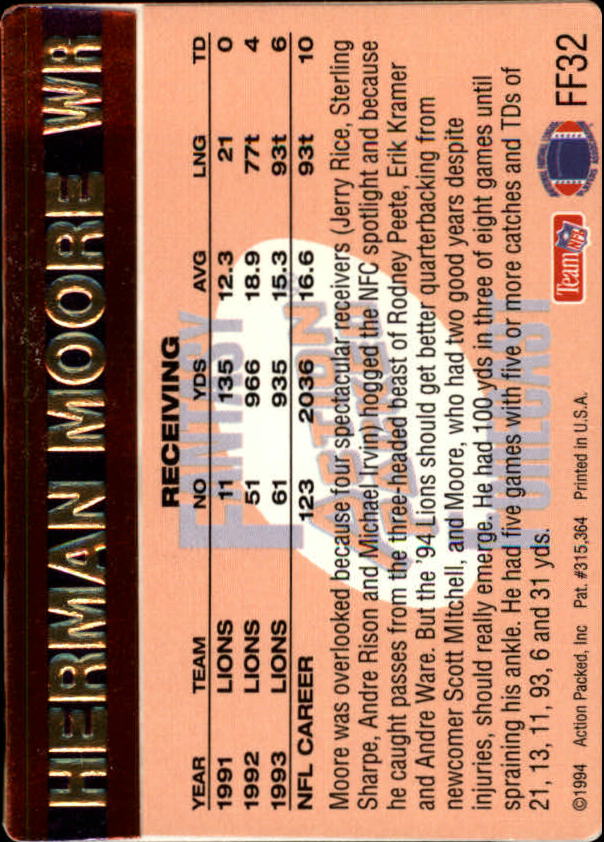 HERMAN MOORE WR
RECEIVING
YEAR TEAM NO YDS AVG LNG TD
1991 LIONS 11 135 12.3 21 0
1992 LIONS 51 966 18.9 77t 4
1993 LIONS 61 935 15.3 93t 6
NFL CAREER 123 2036 16.6 93t 10
Moore was overlooked because four spectacular receivers (Jerry Rice, Sterling
Sharpe, Andre Rison and Michael Irvin) hogged the NFC spotlight and because
he caught passes from the three-headed beast of Rodney Peete, Erik Kramer
and Andre Ware. But the '94 Lions should get better quarterbacking from
newcomer Scott MItchell, and Moore, who had two good years despite
injuries, should really emerge. He had 100 yds in three of eight games until
spraining his ankle. He had five games with five or more catches and TDs of
21, 13, 11, 93, 6 and 31 yds.
FANTASY
ACTION
PACKED
FORECAST
©1994 Action Packed, Inc Pat. #315,364 Printed in U.S.A.
Team NFL
FF32